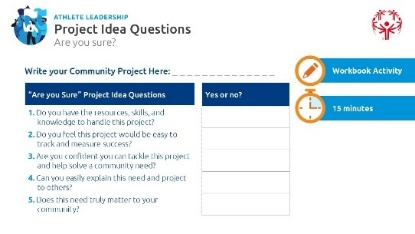 ATHLETE LEADERSHIP
Project Idea Questions
Are you sure?
Write your Community Project Here: _ _ _ _ _ _ _ _ _ _ _ _ _ _
Workbook Activity
"Are you Sure" Project Idea Questions
Yes or no?
15 minutes
1. Do you have the resources, skills, and
knowledge to handle this project?
2. Do you feel this project would be easy to
track and measure success?
3. Are you confident you can tackle this project
and help solve a community need?
4. Can you easily explain this need and project
to others?
5. Does this need truly matter to your
community?